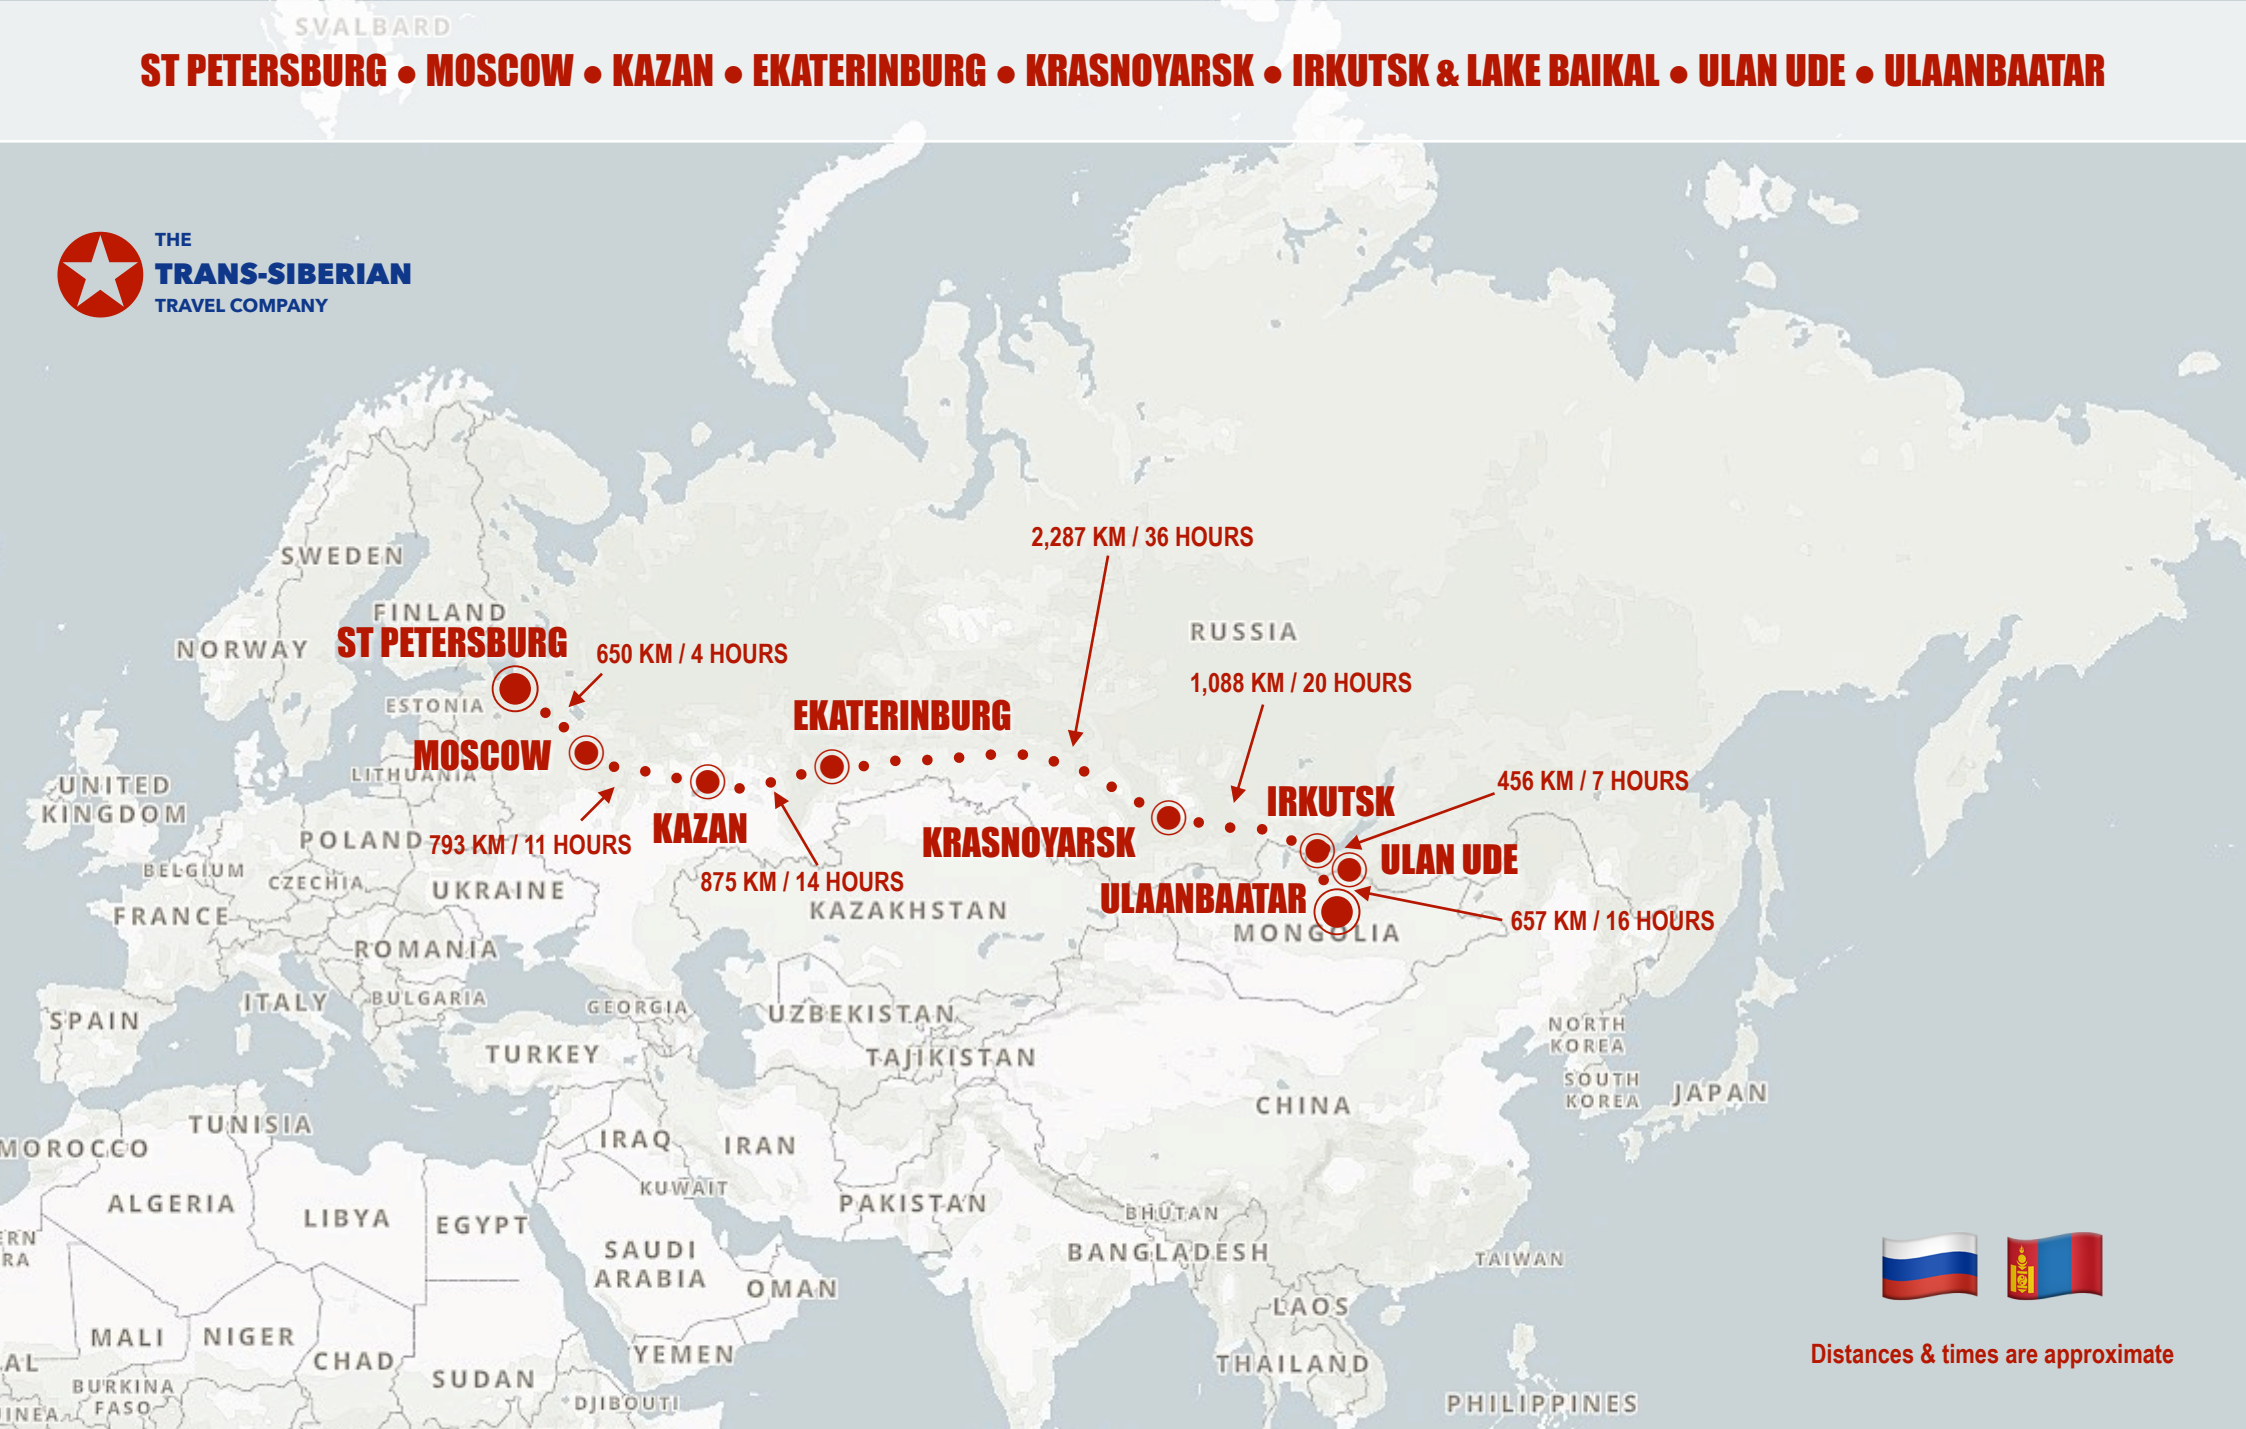 SVALBARD
ST PETERSBURG ● MOSCOW ● KAZAN ● EKATERINBURG ● KRASNOYARSK ● IRKUTSK & LAKE BAIKAL ● ULAN UDE ● ULAANBAATAR
THE
TRANS-SIBERIAN
TRAVEL COMPANY
2,287 KM / 36 HOURS
SWEDEN
FINLAND
NORWAY
ST PETERSBURG
650 KM / 4 HOURS
RUSSIA
1,088 KM / 20 HOURS
ESTONIA
EKATERINBURG
MOSCOW
LITHUANIA
UNITED
KINGDOM
456 KM / 7 HOURS
IRKUTSK
POLAND
793 KM / 11 HOURS
KAZAN
KRASNOYARSK
ULAN UDE
BELGIUM
CZECHIA
UKRAINE
875 KM / 14 HOURS
ULAANBAATAR
FRANCE
KAZAKHSTAN
657 KM / 16 HOURS
MONGOLIA
ROMANIA
ITALY
BULGARIA
GEORGIA
UZBEKISTAN
SPAIN
NORTH
KOREA
TURKEY
TAJIKISTAN
SOUTH
KOREA
JAPAN
CHINA
TUNISIA
MOROCCO
IRAQ
IRAN
KUWAIT
ALGERIA
LIBYA
EGYPT
PAKISTAN
BHUTAN
ERN
RA
SAUDI
ARABIA
OMAN
BANGLADESH
TAIWAN
LAOS
MALI
NIGER
CHAD
YEMEN
THAILAND
Distances & times are approximate
AL
SUDAN
BURKINA
FASO
DJIBOUTI
PHILIPPINES
INEA